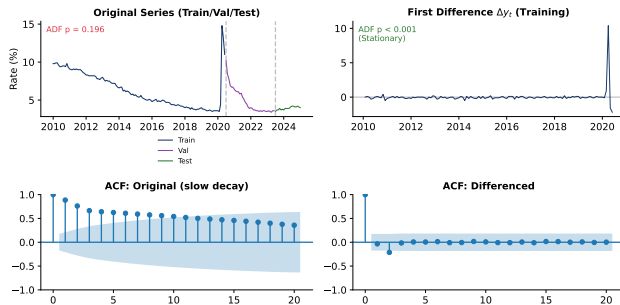 Original Series (Train/Val/Test)
ADF p = 0.196
Rate (%)
15
10
5
2010 2012 2014 2016 2018 2020 2022 2024
Train
Val
Test
First Difference Δyₜ (Training)
ADF p < 0.001
(Stationary)
10
5
0
2010 2012 2014 2016 2018 2020
ACF: Original (slow decay)
1.0
0.5
0.0
−0.5
−1.0
0 5 10 15 20
ACF: Differenced
1.0
0.5
0.0
−0.5
−1.0
0 5 10 15 20